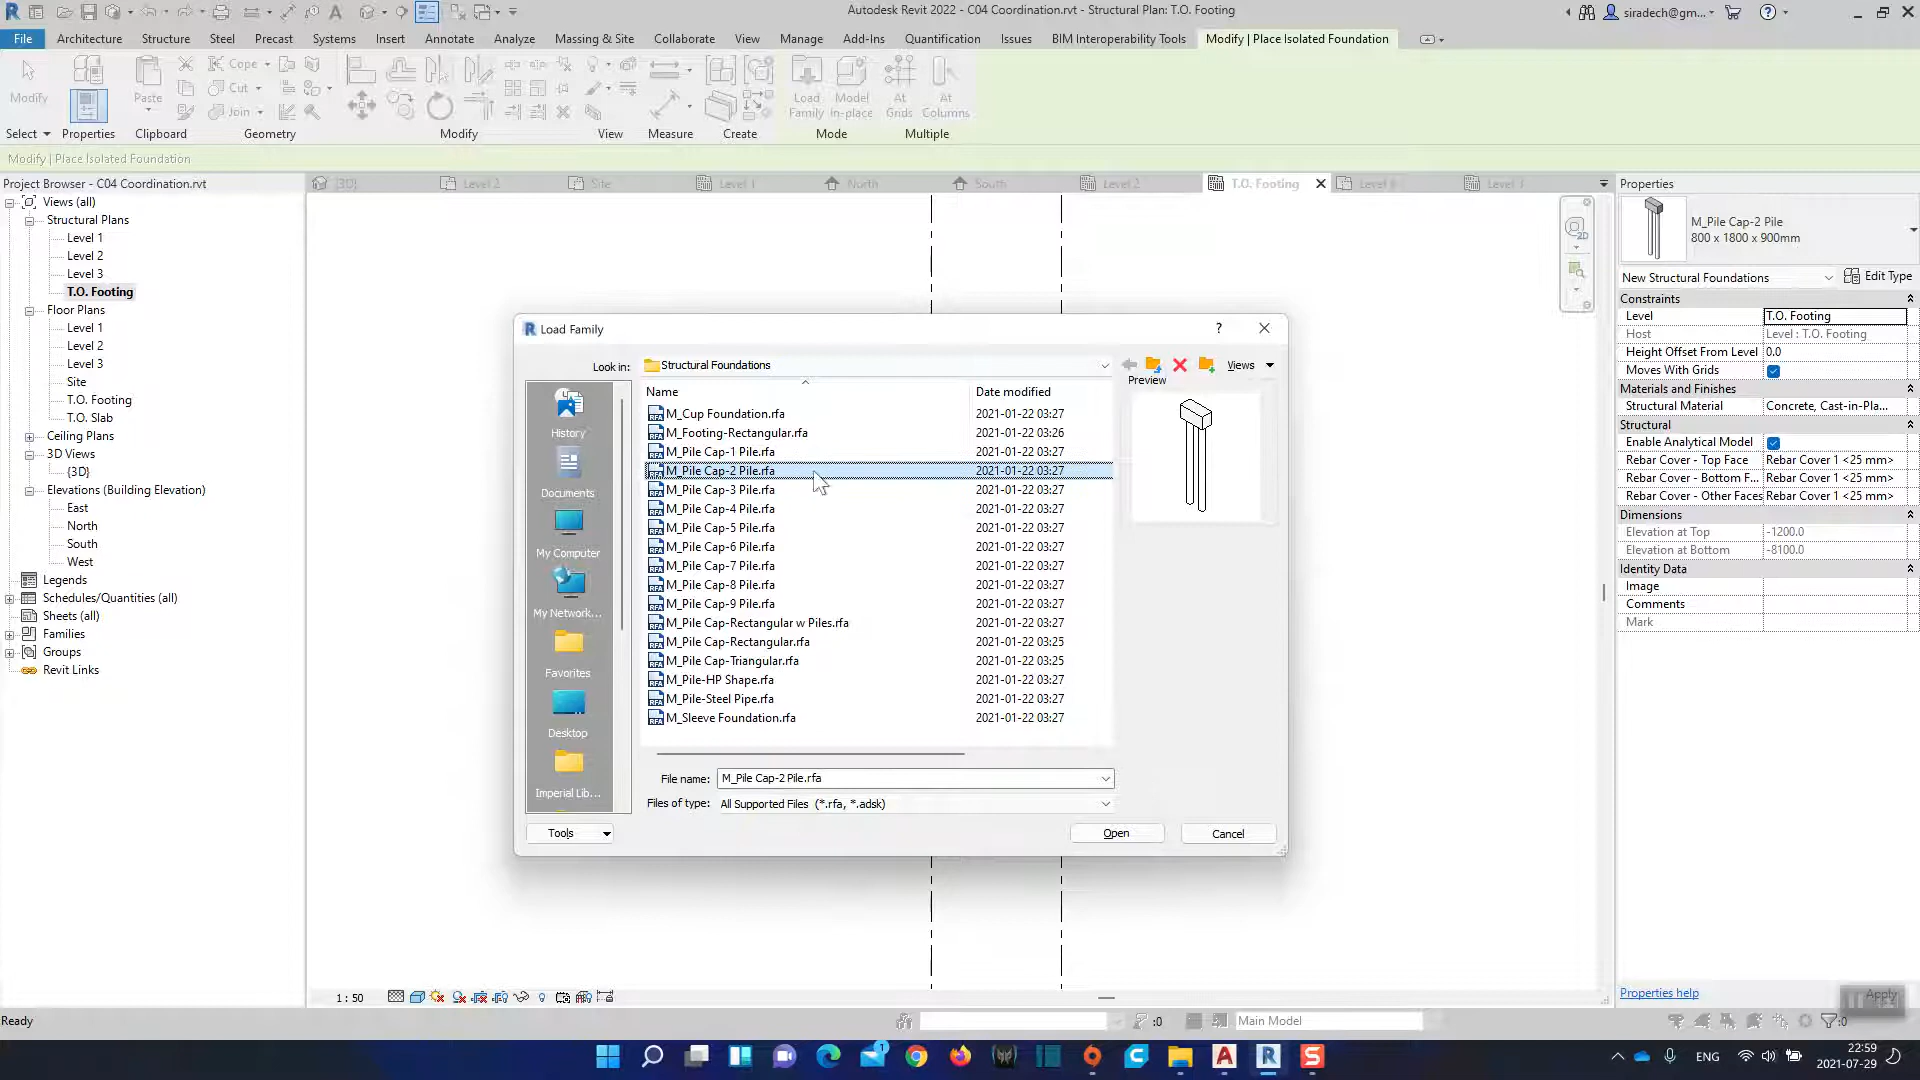 Autodesk Revit 2022 - C04 Coordination.rvt - Structural Plan: T.O. Footing
siradech@gm...
File Architecture Structure Steel Precast Systems Insert Annotate Analyze Massing & Site Collaborate View Manage Add-Ins Quantification Issues BIM Interoperability Tools Modify | Place Isolated Foundation
Modify
Paste
Cope
Cut
Join
Load Family
Model In-place
At Grids
At Columns
Select Properties Clipboard Geometry Modify View Measure Create Mode Multiple
Modify | Place Isolated Foundation
Project Browser - C04 Coordination.rvt
{3D} Level 2 Site Level 1 North South Level 2 T.O. Footing
Views (all)
Structural Plans
Level 1
Level 2
Level 3
T.O. Footing
Floor Plans
Level 1
Level 2
Level 3
Site
T.O. Footing
T.O. Slab
Ceiling Plans
3D Views
{3D}
Elevations (Building Elevation)
East
North
South
West
Legends
Schedules/Quantities (all)
Sheets (all)
Families
Groups
Revit Links
Load Family
?
Look in: Structural Foundations
Views
Preview
Name Date modified
M_Cup Foundation.rfa 2021-01-22 03:27
M_Footing-Rectangular.rfa 2021-01-22 03:26
M_Pile Cap-1 Pile.rfa 2021-01-22 03:27
M_Pile Cap-2 Pile.rfa 2021-01-22 03:27
M_Pile Cap-3 Pile.rfa 2021-01-22 03:27
M_Pile Cap-4 Pile.rfa 2021-01-22 03:27
M_Pile Cap-5 Pile.rfa 2021-01-22 03:27
M_Pile Cap-6 Pile.rfa 2021-01-22 03:27
M_Pile Cap-7 Pile.rfa 2021-01-22 03:27
M_Pile Cap-8 Pile.rfa 2021-01-22 03:27
M_Pile Cap-9 Pile.rfa 2021-01-22 03:27
M_Pile Cap-Rectangular w Piles.rfa 2021-01-22 03:27
M_Pile Cap-Rectangular.rfa 2021-01-22 03:25
M_Pile Cap-Triangular.rfa 2021-01-22 03:25
M_Pile-HP Shape.rfa 2021-01-22 03:27
M_Pile-Steel Pipe.rfa 2021-01-22 03:27
M_Sleeve Foundation.rfa 2021-01-22 03:27
History
Documents
My Computer
My Network...
Favorites
Desktop
Imperial Lib...
File name: M_Pile Cap-2 Pile.rfa
Files of type: All Supported Files (*.rfa, *.adsk)
Tools Open Cancel
Properties
M_Pile Cap-2 Pile
800 x 1800 x 900mm
New Structural Foundations Edit Type
Constraints
Level T.O. Footing
Host Level : T.O. Footing
Height Offset From Level 0.0
Moves With Grids
Materials and Finishes
Structural Material Concrete, Cast-in-Pla...
Structural
Enable Analytical Model
Rebar Cover - Top Face Rebar Cover 1 <25 mm>
Rebar Cover - Bottom F... Rebar Cover 1 <25 mm>
Rebar Cover - Other Faces Rebar Cover 1 <25 mm>
Dimensions
Elevation at Top -1200.0
Elevation at Bottom -8100.0
Identity Data
Image
Comments
Mark
Properties help Apply
1 : 50
Ready
:0
Main Model
:0
ENG
22:59
2021-07-29